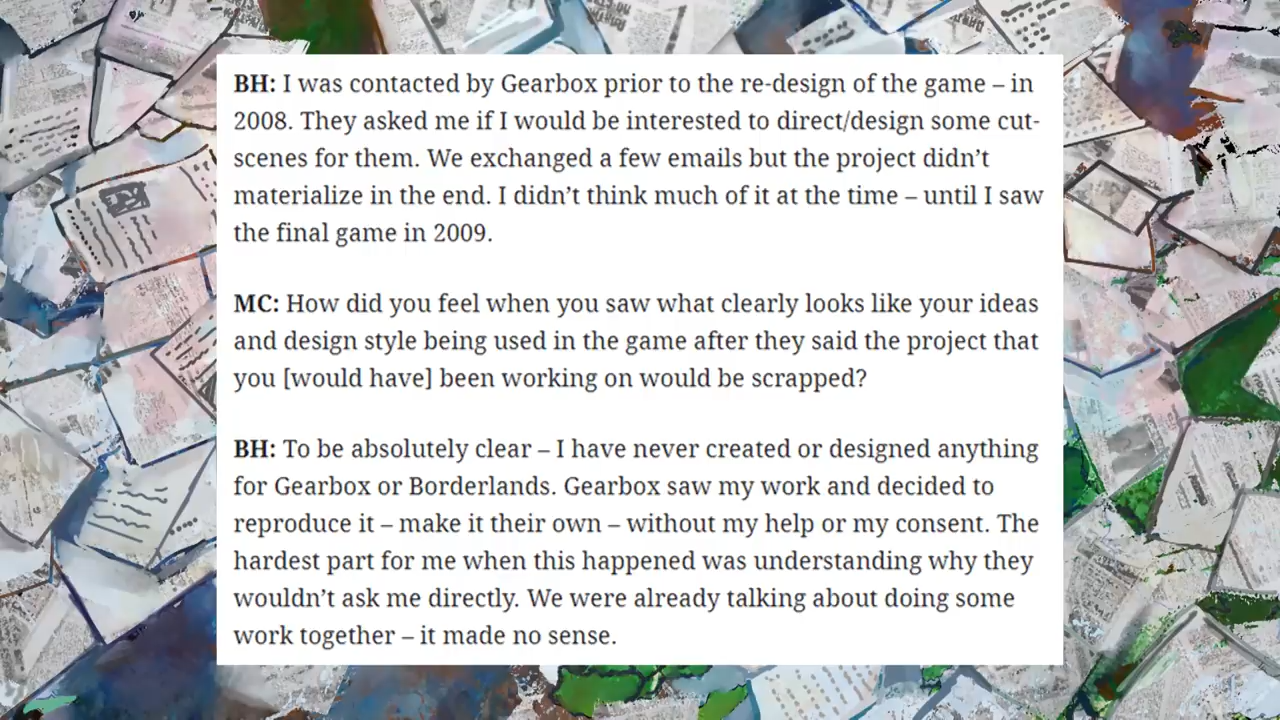 BH: I was contacted by Gearbox prior to the re-design of the game – in
2008. They asked me if I would be interested to direct/design some cut-
scenes for them. We exchanged a few emails but the project didn’t
materialize in the end. I didn’t think much of it at the time – until I saw
the final game in 2009.
MC: How did you feel when you saw what clearly looks like your ideas
and design style being used in the game after they said the project that
you [would have] been working on would be scrapped?
BH: To be absolutely clear – I have never created or designed anything
for Gearbox or Borderlands. Gearbox saw my work and decided to
reproduce it – make it their own – without my help or my consent. The
hardest part for me when this happened was understanding why they
wouldn’t ask me directly. We were already talking about doing some
work together – it made no sense.